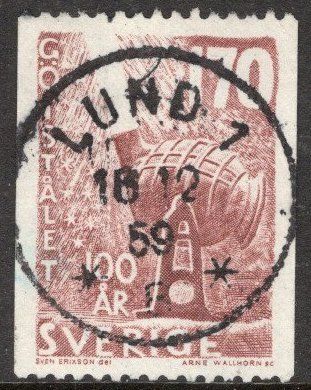 170
GÖTSTÅLET
LUND 1
18 12
59
F
100
ÅR
SVERIGE
SVEN ERIXSON del
ARNE WALLHORN sc